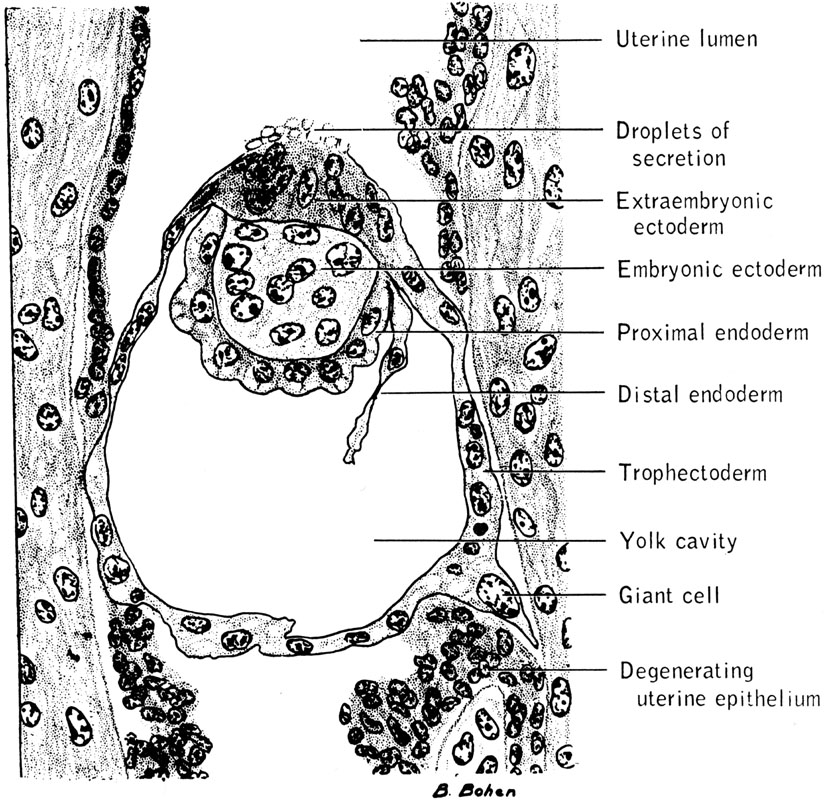 Uterine lumen
Droplets of
secretion
Extraembryonic
ectoderm
Embryonic ectoderm
Proximal endoderm
Distal endoderm
Trophectoderm
Yolk cavity
Giant cell
Degenerating
uterine epithelium
B. Bohen